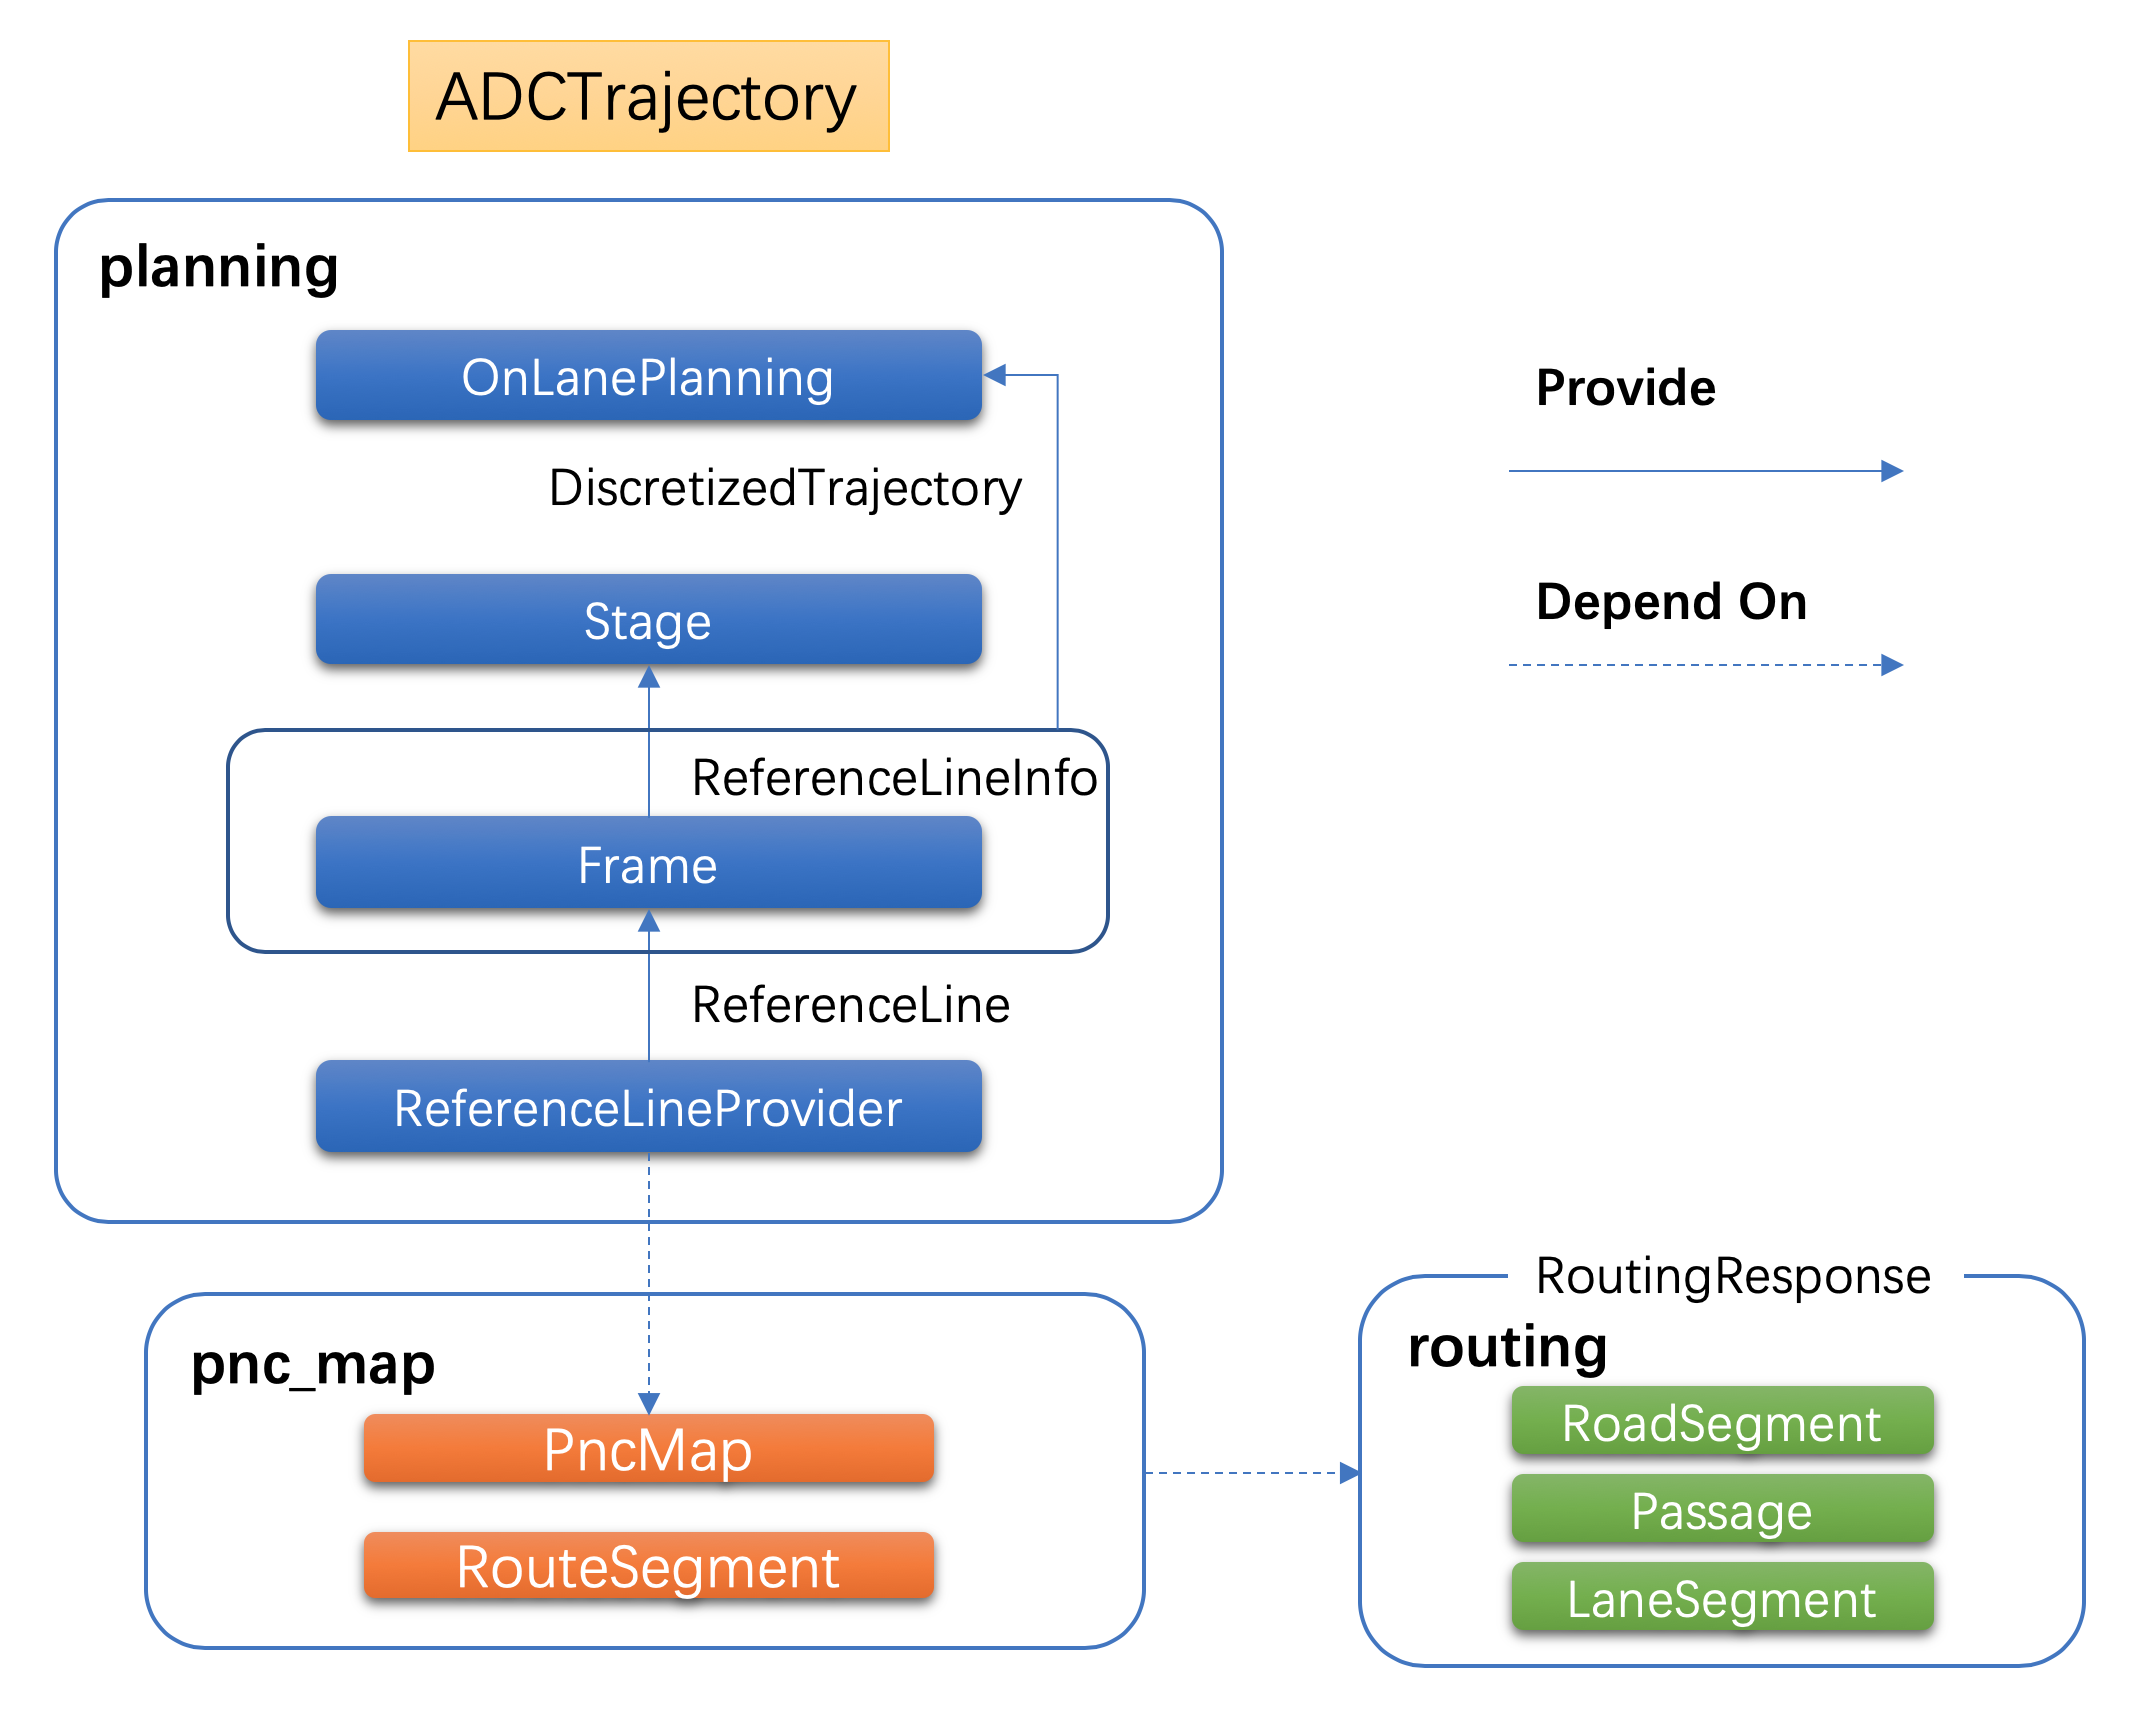 ADCTrajectory
planning
OnLanePlanning
DiscretizedTrajectory
Stage
ReferenceLineInfo
Frame
ReferenceLine
ReferenceLineProvider
Provide
Depend On
pnc_map
PncMap
RouteSegment
RoutingResponse
routing
RoadSegment
Passage
LaneSegment